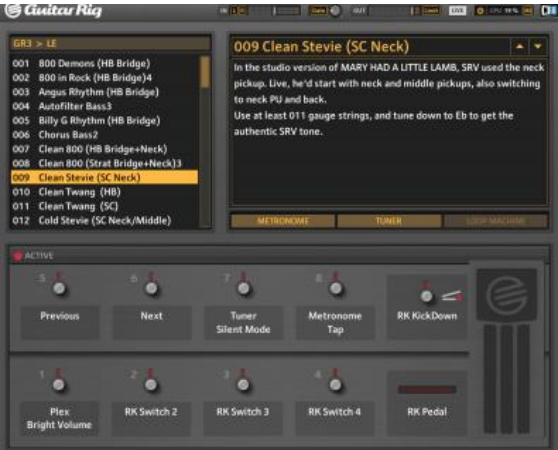 Guitar Rig
IN
Gate
OUT
Limit
LIVE
CPU
GR3 > LE
001 800 Demons (HB Bridge)
002 800 in Rock (HB Bridge)4
003 Angus Rhythm (HB Bridge)
004 Autofilter Bass3
005 Billy G Rhythm (HB Bridge)
006 Chorus Bass2
007 Clean 800 (HB Bridge+Neck)
008 Clean 800 (Strat Bridge+Neck)3
009 Clean Stevie (SC Neck)
010 Clean Twang (HB)
011 Clean Twang (SC)
012 Cold Stevie (SC Neck/Middle)
009 Clean Stevie (SC Neck)
In the studio version of MARY HAD A LITTLE LAMB, SRV used the neck
pickup. Live, he'd start with neck and middle pickups, also switching
to neck PU and back.
Use at least 011 gauge strings, and tune down to Eb to get the
authentic SRV tone.
METRONOME
TUNER
LOOP MACHINE
ACTIVE
5
6
7
8
Previous
Next
Tuner
Silent Mode
Metronome
Tap
RK KickDown
1
2
3
4
Plex
Bright Volume
RK Switch 2
RK Switch 3
RK Switch 4
RK Pedal